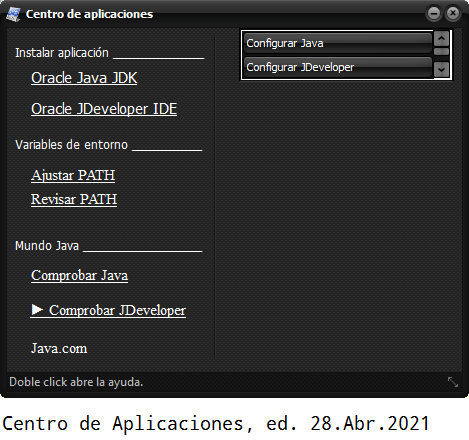 Centro de aplicaciones
Instalar aplicación
Oracle Java JDK
Oracle JDeveloper IDE
Variables de entorno
Ajustar PATH
Revisar PATH
Mundo Java
Comprobar Java
► Comprobar JDeveloper
Java.com
Configurar Java
Configurar JDeveloper
Doble click abre la ayuda.
Centro de Aplicaciones, ed. 28.Abr.2021